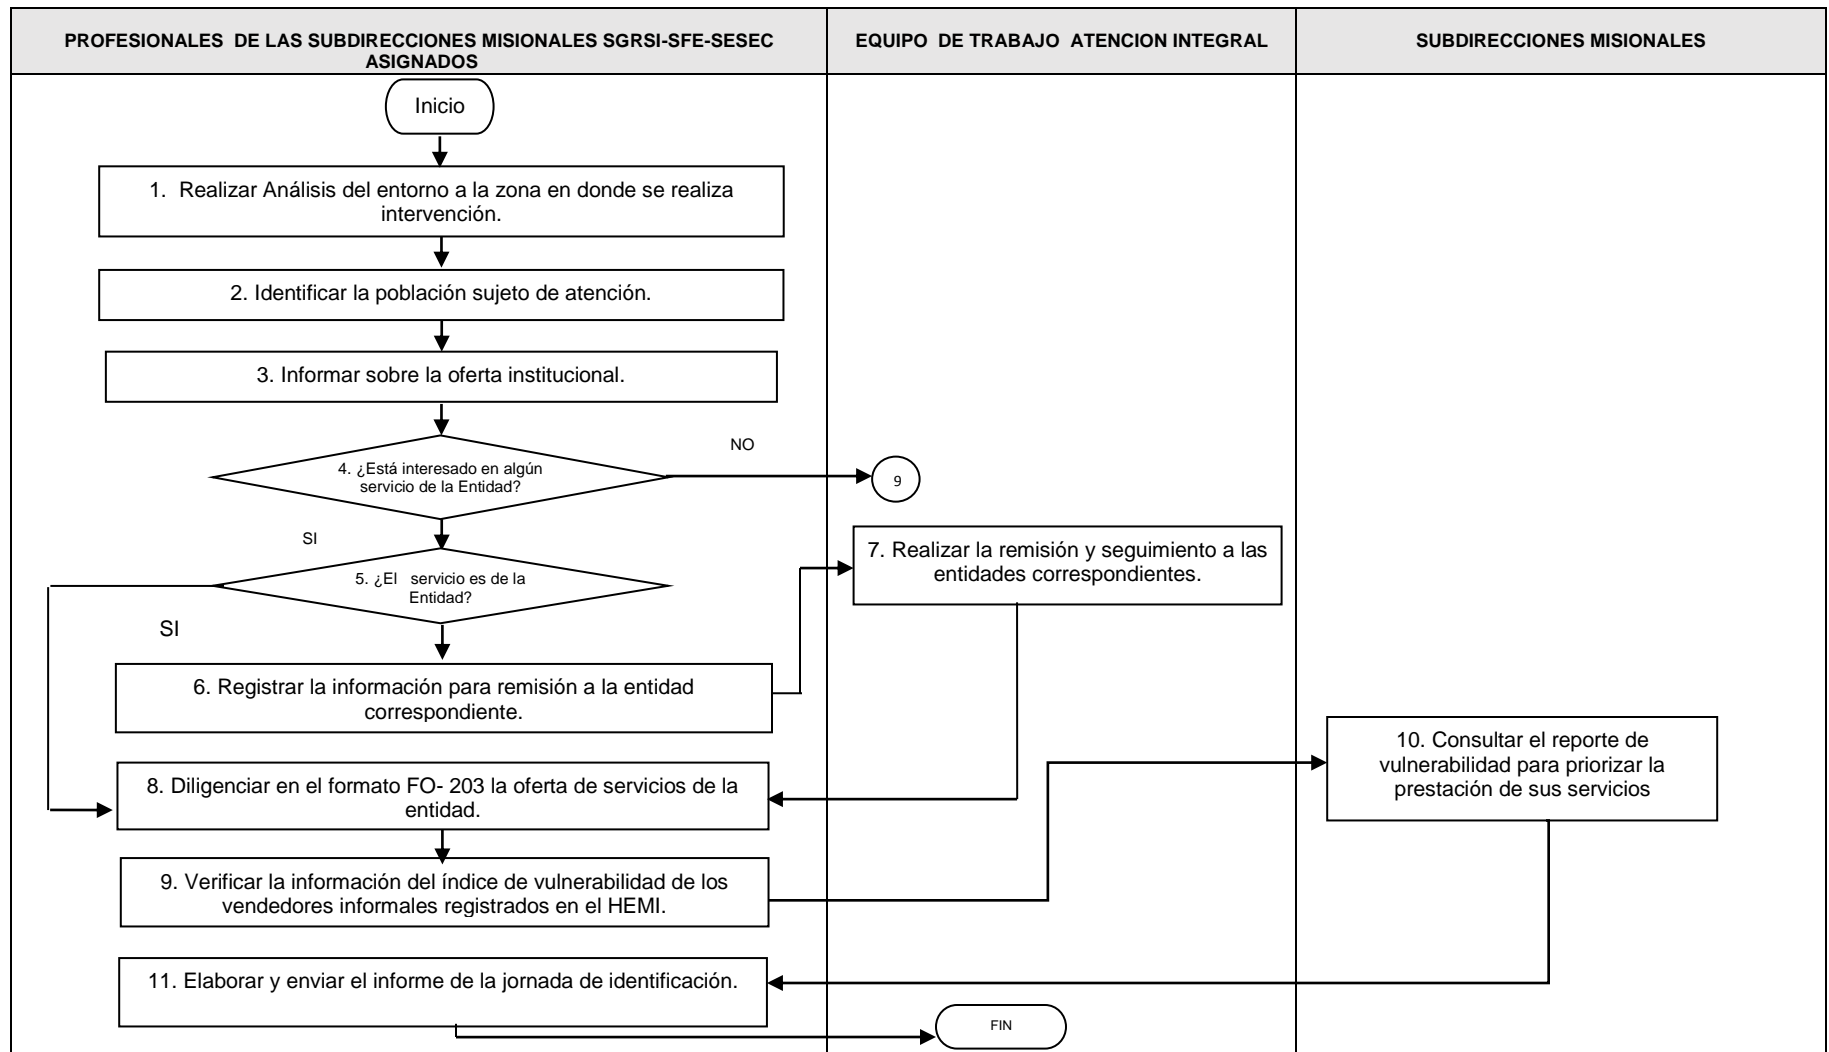 PROFESIONALES DE LAS SUBDIRECCIONES MISIONALES SGRSI-SFE-SESEC
ASIGNADOS
EQUIPO DE TRABAJO ATENCION INTEGRAL
SUBDIRECCIONES MISIONALES
Inicio
1. Realizar Análisis del entorno a la zona en donde se realiza
intervención.
2. Identificar la población sujeto de atención.
3. Informar sobre la oferta institucional.
4. ¿Está interesado en algún
servicio de la Entidad?
NO
9
SI
5. ¿El servicio es de la
Entidad?
SI
7. Realizar la remisión y seguimiento a las
entidades correspondientes.
6. Registrar la información para remisión a la entidad
correspondiente.
8. Diligenciar en el formato FO- 203 la oferta de servicios de la
entidad.
10. Consultar el reporte de
vulnerabilidad para priorizar la
prestación de sus servicios
9. Verificar la información del índice de vulnerabilidad de los
vendedores informales registrados en el HEMI.
11. Elaborar y enviar el informe de la jornada de identificación.
FIN